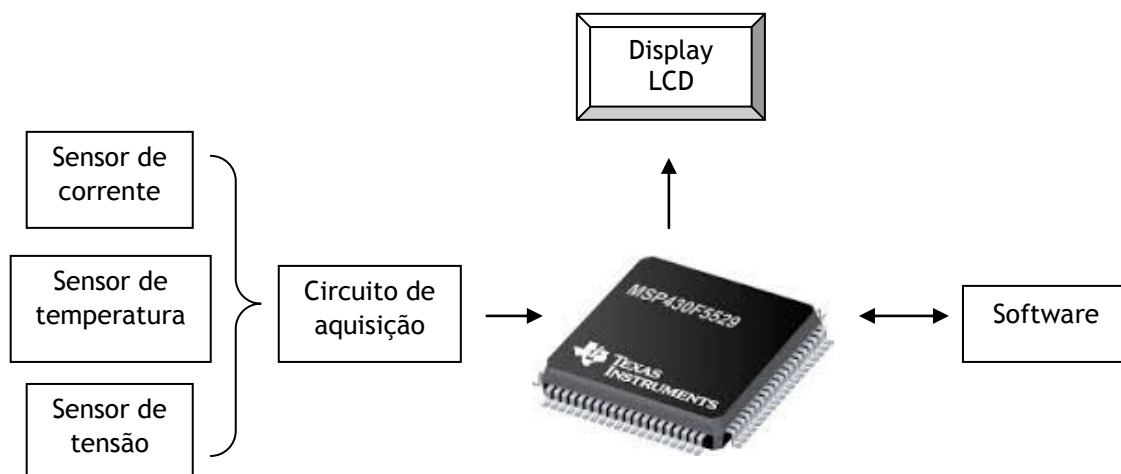 Display
LCD
Sensor de
corrente
Sensor de
temperatura
Sensor de
tensão
Circuito de
aquisição
MSP430F5529
TEXAS
INSTRUMENTS
Software